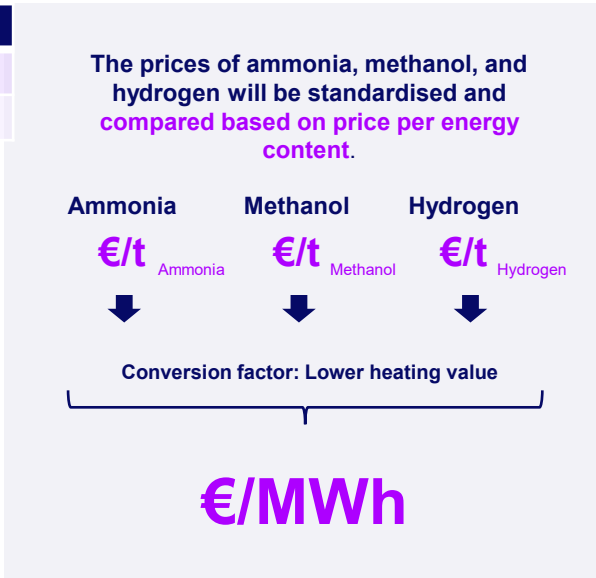 The prices of ammonia, methanol, and
hydrogen will be standardised and
compared based on price per energy
content.
Ammonia Methanol Hydrogen
€/t Ammonia €/t Methanol €/t Hydrogen
Conversion factor: Lower heating value
€/MWh